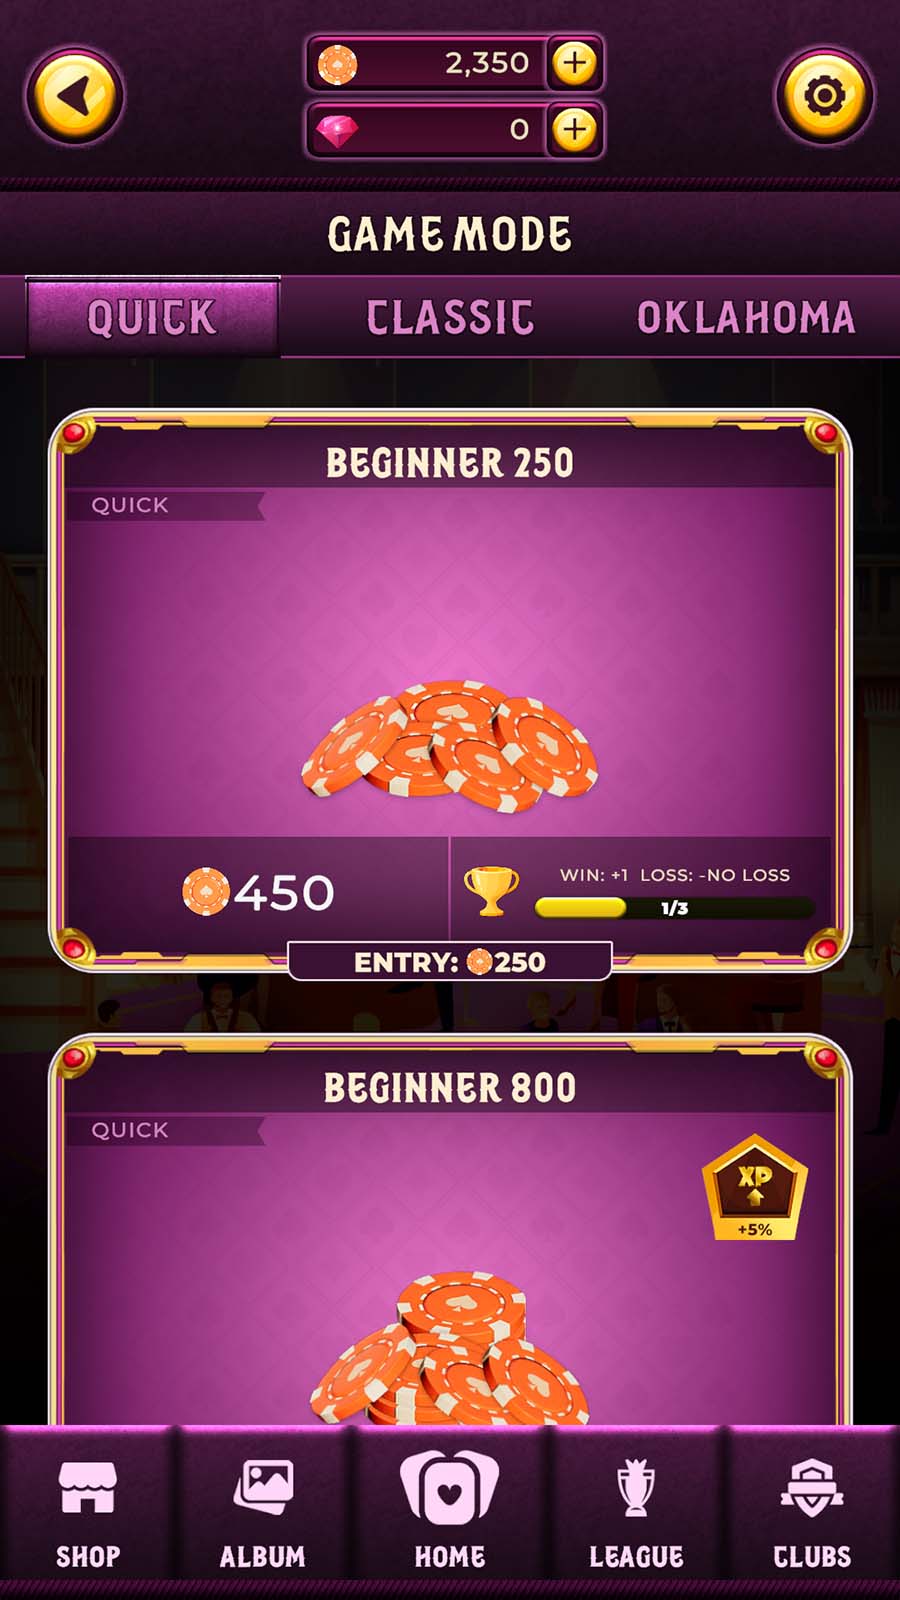 2,350
0
GAME MODE
QUICK
CLASSIC
OKLAHOMA
BEGINNER 250
QUICK
450
WIN: +1 LOSS: -NO LOSS
1/3
ENTRY: 250
BEGINNER 800
QUICK
XP
+5%
SHOP
ALBUM
HOME
LEAGUE
CLUBS